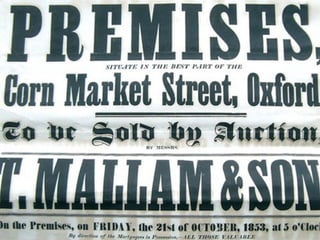 PREMISES,
SITUATE IN THE BEST PART OF THE
Corn Market Street, Oxford
To be Sold by Auction,
BY MESSRS.
T. MALLAM & SON
On the Premises, on FRIDAY, the 21st of OCTOBER, 1853, at 5 o'Cloc
By direction of the Mortgagees in Possession.—ALL THOSE VALUABLE